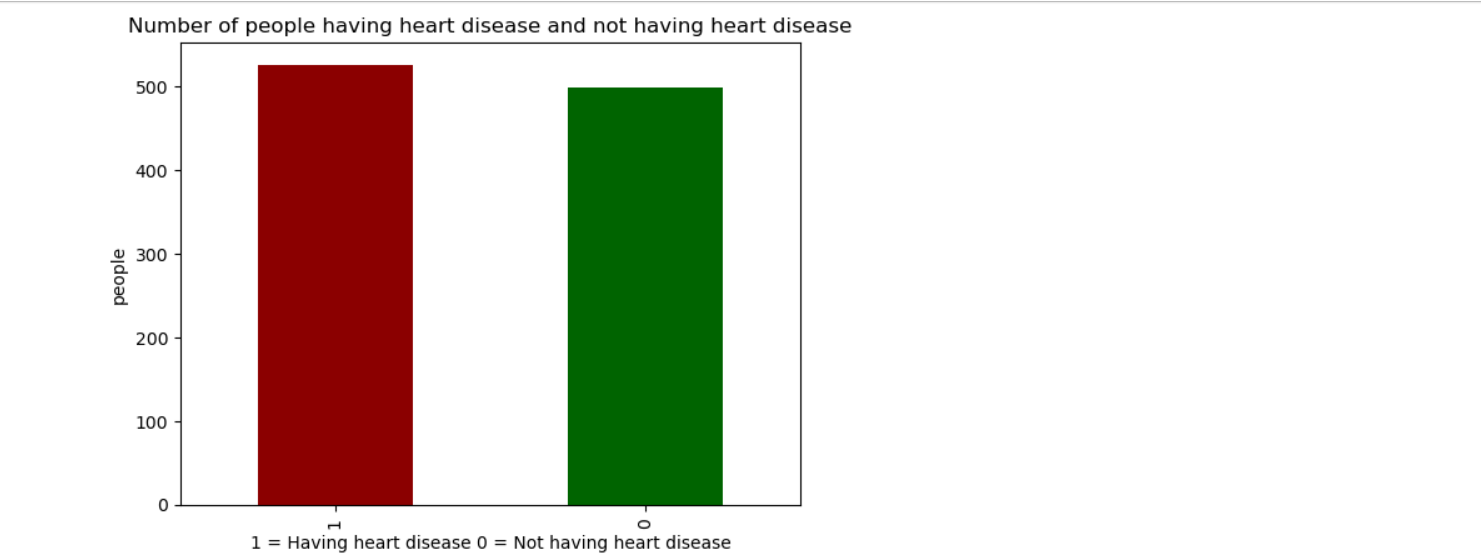 Number of people having heart disease and not having heart disease
500
400
300
200
100
0
people
1
0
1 = Having heart disease 0 = Not having heart disease